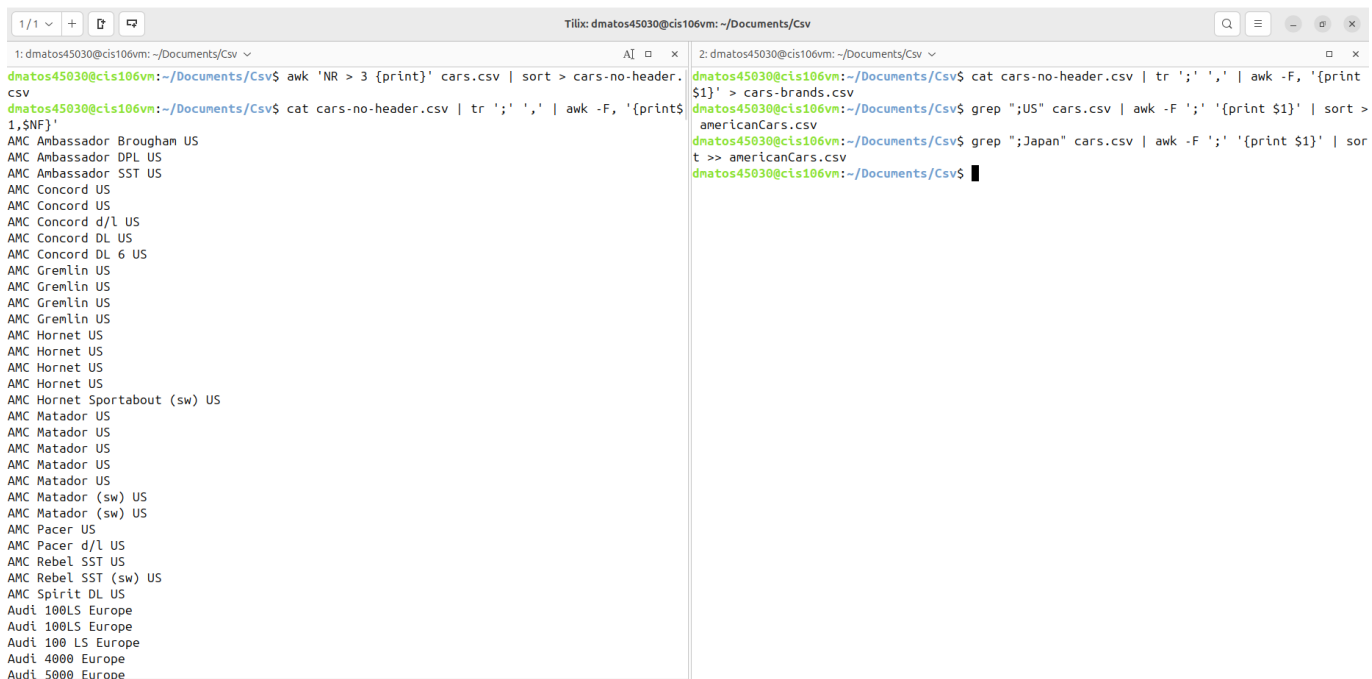 1/1
Tilix: dmatos45030@cis106vm: ~/Documents/Csv
1: dmatos45030@cis106vm: ~/Documents/Csv
dmatos45030@cis106vm:~/Documents/Csv$ awk 'NR > 3 {print}' cars.csv | sort > cars-no-header.
csv
dmatos45030@cis106vm:~/Documents/Csv$ cat cars-no-header.csv | tr ';' ',' | awk -F, '{print$
1,$NF}'
AMC Ambassador Brougham US
AMC Ambassador DPL US
AMC Ambassador SST US
AMC Concord US
AMC Concord US
AMC Concord d/l US
AMC Concord DL US
AMC Concord DL 6 US
AMC Gremlin US
AMC Gremlin US
AMC Gremlin US
AMC Gremlin US
AMC Hornet US
AMC Hornet US
AMC Hornet US
AMC Hornet US
AMC Hornet Sportabout (sw) US
AMC Matador US
AMC Matador US
AMC Matador US
AMC Matador US
AMC Matador US
AMC Matador (sw) US
AMC Matador (sw) US
AMC Pacer US
AMC Pacer d/l US
AMC Rebel SST US
AMC Rebel SST (sw) US
AMC Spirit DL US
Audi 100LS Europe
Audi 100LS Europe
Audi 100 LS Europe
Audi 4000 Europe
Audi 5000 Europe
2: dmatos45030@cis106vm: ~/Documents/Csv
dmatos45030@cis106vm:~/Documents/Csv$ cat cars-no-header.csv | tr ';' ',' | awk -F, '{print
$1}' > cars-brands.csv
dmatos45030@cis106vm:~/Documents/Csv$ grep ";US" cars.csv | awk -F ';' '{print $1}' | sort >
americanCars.csv
dmatos45030@cis106vm:~/Documents/Csv$ grep ";Japan" cars.csv | awk -F ';' '{print $1}' | sor
t >> americanCars.csv
dmatos45030@cis106vm:~/Documents/Csv$